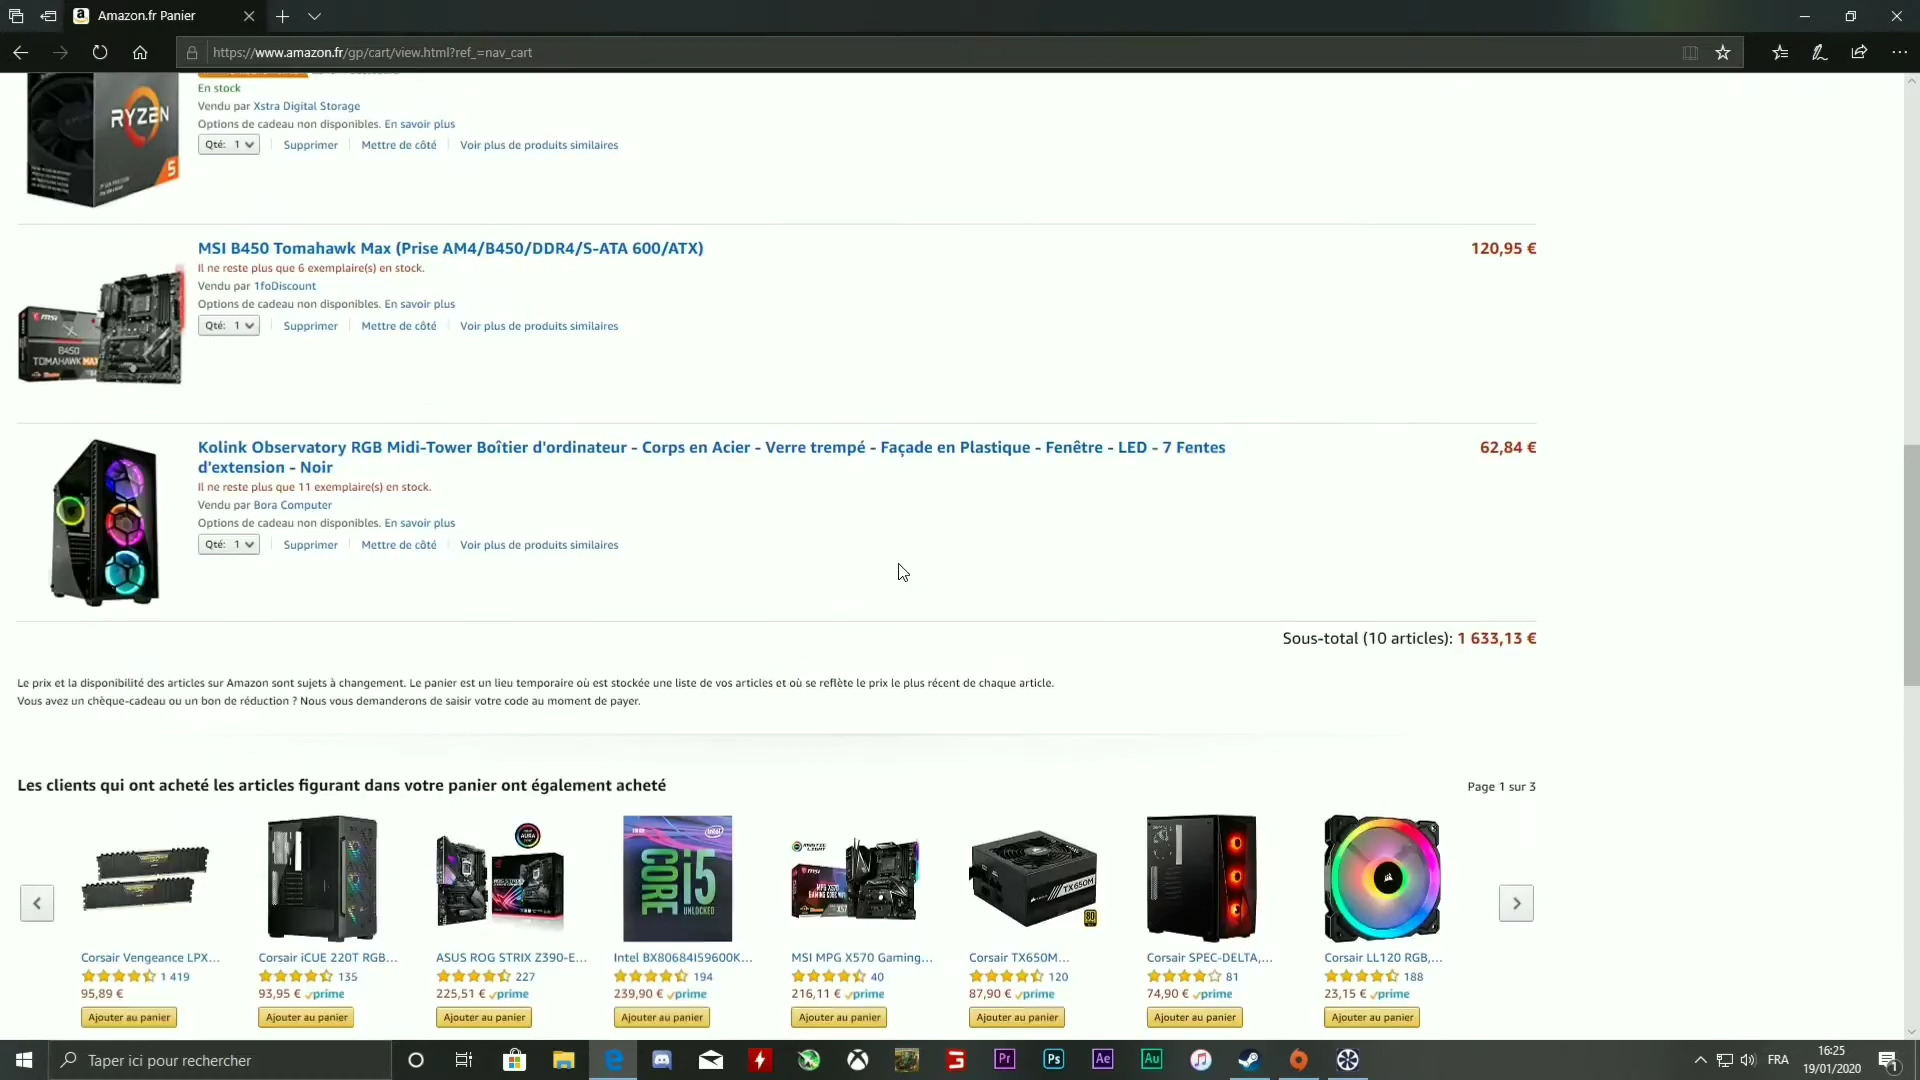 Amazon.fr Panier
https://www.amazon.fr/gp/cart/view.html?ref_=nav_cart
En stock
Vendu par Xstra Digital Storage
Options de cadeau non disponibles. En savoir plus
Qté: 1 Supprimer Mettre de côté Voir plus de produits similaires
RYZEN
5
MSI B450 Tomahawk Max (Prise AM4/B450/DDR4/S-ATA 600/ATX) 120,95 €
Il ne reste plus que 6 exemplaire(s) en stock.
Vendu par 1foDiscount
Options de cadeau non disponibles. En savoir plus
Qté: 1 Supprimer Mettre de côté Voir plus de produits similaires
msi
B450
TOMAHAWK MAX
Kolink Observatory RGB Midi-Tower Boîtier d'ordinateur - Corps en Acier - Verre trempé - Façade en Plastique - Fenêtre - LED - 7 Fentes 62,84 €
d'extension - Noir
Il ne reste plus que 11 exemplaire(s) en stock.
Vendu par Bora Computer
Options de cadeau non disponibles. En savoir plus
Qté: 1 Supprimer Mettre de côté Voir plus de produits similaires
Sous-total (10 articles): 1 633,13 €
Le prix et la disponibilité des articles sur Amazon sont sujets à changement. Le panier est un lieu temporaire où est stockée une liste de vos articles et où se reflète le prix le plus récent de chaque article.
Vous avez un chèque-cadeau ou un bon de réduction ? Nous vous demanderons de saisir votre code au moment de payer.
Les clients qui ont acheté les articles figurant dans votre panier ont également acheté Page 1 sur 3
AURA
intel
CORE i5
UNLOCKED
TX650M
Corsair Vengeance LPX... Corsair iCUE 220T RGB... ASUS ROG STRIX Z390-E... Intel BX80684I59600K... MSI MPG X570 Gaming... Corsair TX650M... Corsair SPEC-DELTA,... Corsair LL120 RGB,...
1 419 135 227 194 40 120 81 188
95,89 € 93,95 € prime 225,51 € prime 239,90 € prime 216,11 € prime 87,90 € prime 74,90 € prime 23,15 € prime
Ajouter au panier Ajouter au panier Ajouter au panier Ajouter au panier Ajouter au panier Ajouter au panier Ajouter au panier Ajouter au panier
Taper ici pour rechercher
Pr Ps Ae Au
FRA
16:25
19/01/2020
1